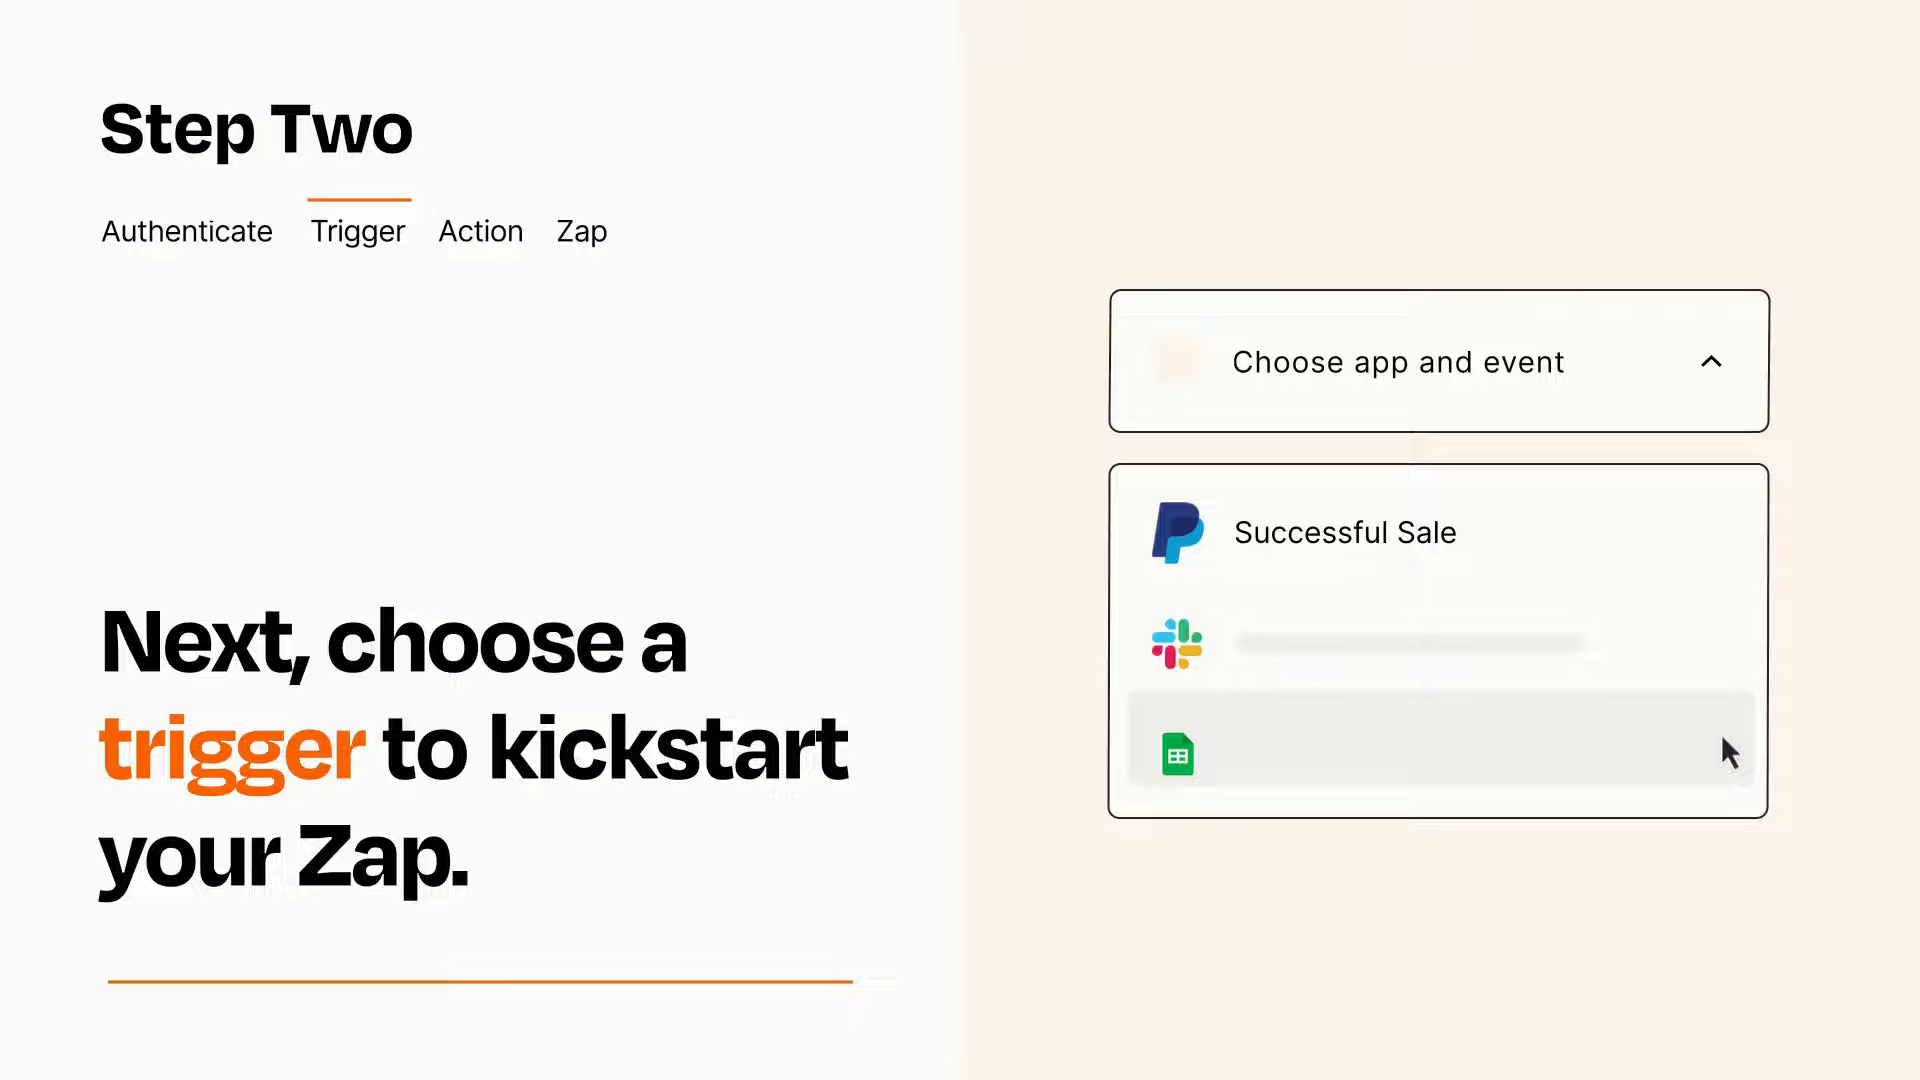 Step Two
Authenticate Trigger Action Zap
Next, choose a
trigger to kickstart
your Zap.
Choose app and event
Successful Sale